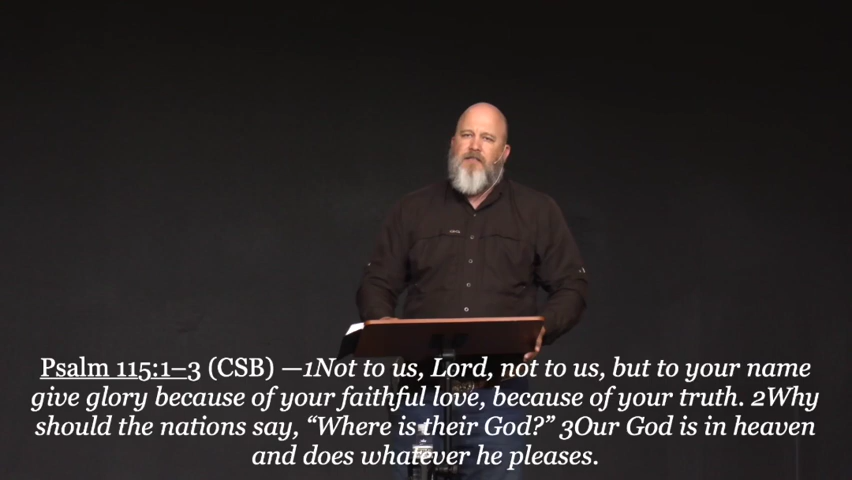 Psalm 115:1–3 (CSB) —1Not to us, Lord, not to us, but to your name
give glory because of your faithful love, because of your truth. 2Why
should the nations say, “Where is their God?” 3Our God is in heaven
and does whatever he pleases.